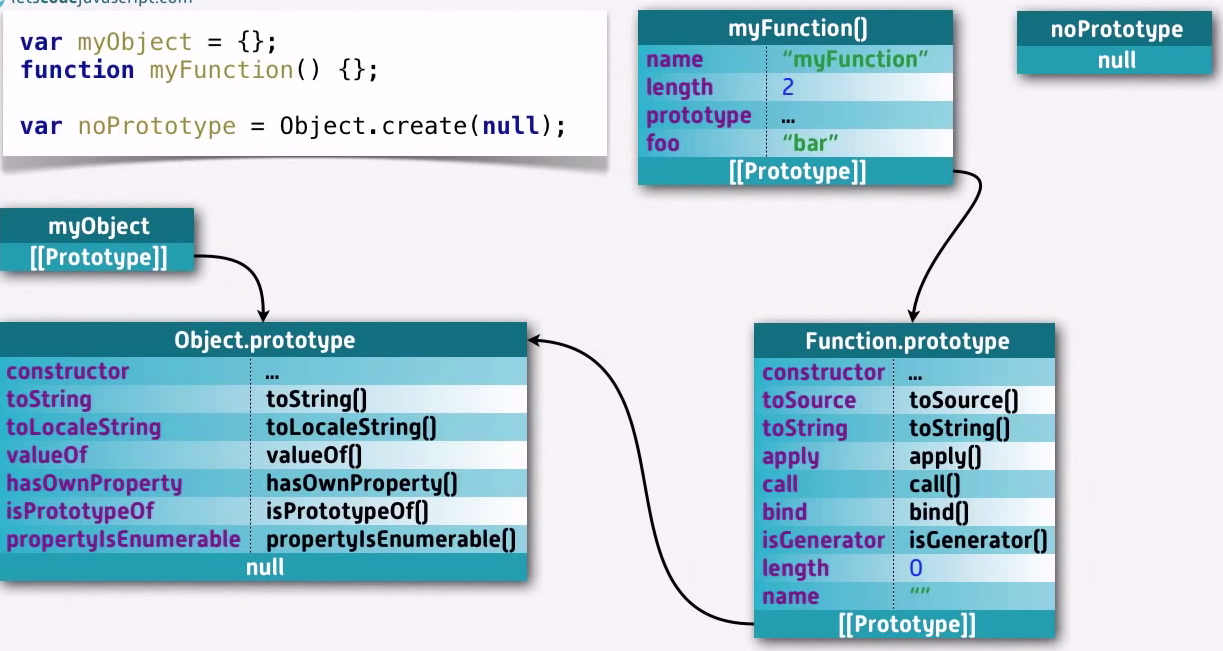 letscodejavascript.com
var myObject = {};
function myFunction() {};
var noPrototype = Object.create(null);
myFunction()
name “myFunction”
length 2
prototype ...
foo “bar”
[[Prototype]]
noPrototype
null
myObject
[[Prototype]]
Object.prototype
constructor ...
toString toString()
toLocaleString toLocaleString()
valueOf valueOf()
hasOwnProperty hasOwnProperty()
isPrototypeOf isPrototypeOf()
propertyIsEnumerable propertyIsEnumerable()
null
Function.prototype
constructor ...
toSource toSource()
toString toString()
apply apply()
call call()
bind bind()
isGenerator isGenerator()
length 0
name “”
[[Prototype]]